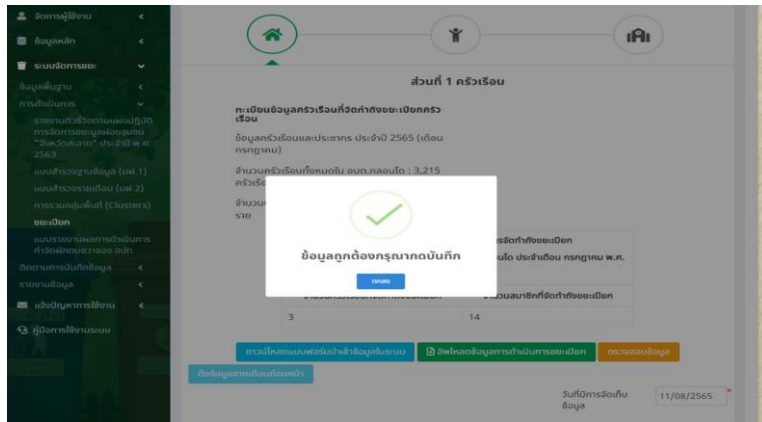 จัดการผู้ใช้งาน
ข้อมูลหลัก
ระบบจัดการขยะ
ข้อมูลพื้นฐาน
การดำเนินการ
รายงานตัวชี้วัดตามแผนปฏิบัติ
การจัดการขยะมูลฝอยชุมชน
"จังหวัดสะอาด" ประจำปี พ.ศ.
2563
แบบสำรวจฐานข้อมูล (มฝ.1)
แบบสำรวจรายเดือน (มฝ.2)
การรวมกลุ่มพื้นที่ (Clusters)
ขยะเปียก
แบบรายงานผลการดำเนินการ
กำจัดผักตบชวาของ อปท.
ติดตามการบันทึกข้อมูล
รายงานข้อมูล
แจ้งปัญหาการใช้งาน
คู่มือการใช้งานระบบ
ส่วนที่ 1 ครัวเรือน
ทะเบียนข้อมูลครัวเรือนที่จัดทำถังขยะเปียกครัว
เรือน
ข้อมูลครัวเรือนและประชากร ประจำปี 2565 (เดือน
กรกฎาคม)
จำนวนครัวเรือนทั้งหมดใน อบต.กลอนโด : 3,215
ครัวเรือ
จำนวน
ราย
รจัดทำถังขยะเปียก
นโด ประจำเดือน กรกฎาคม พ.ศ.
ข้อมูลถูกต้องกรุณากดบันทึก
ตกลง
จำนวนครัวเรือนที่จัดทำถังขยะเปียก
จำนวนสมาชิกที่จัดทำถังขยะเปียก
3
14
ดาวน์โหลดแบบฟอร์มนำเข้าข้อมูลในระบบ
อัพโหลดข้อมูลการดำเนินการขยะเปียก
ตรวจสอบข้อมูล
ดึงข้อมูลจากเดือนก่อนหน้า
วันที่มีการจัดเก็บ
ข้อมูล
11/08/2565
*